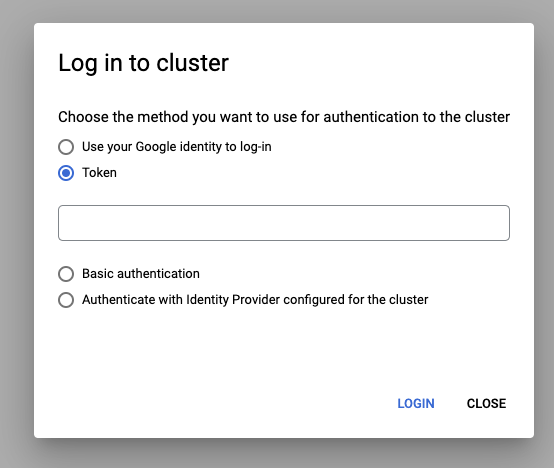 Log in to cluster
Choose the method you want to use for authentication to the cluster
Use your Google identity to log-in
Token
Basic authentication
Authenticate with Identity Provider configured for the cluster
LOGIN CLOSE